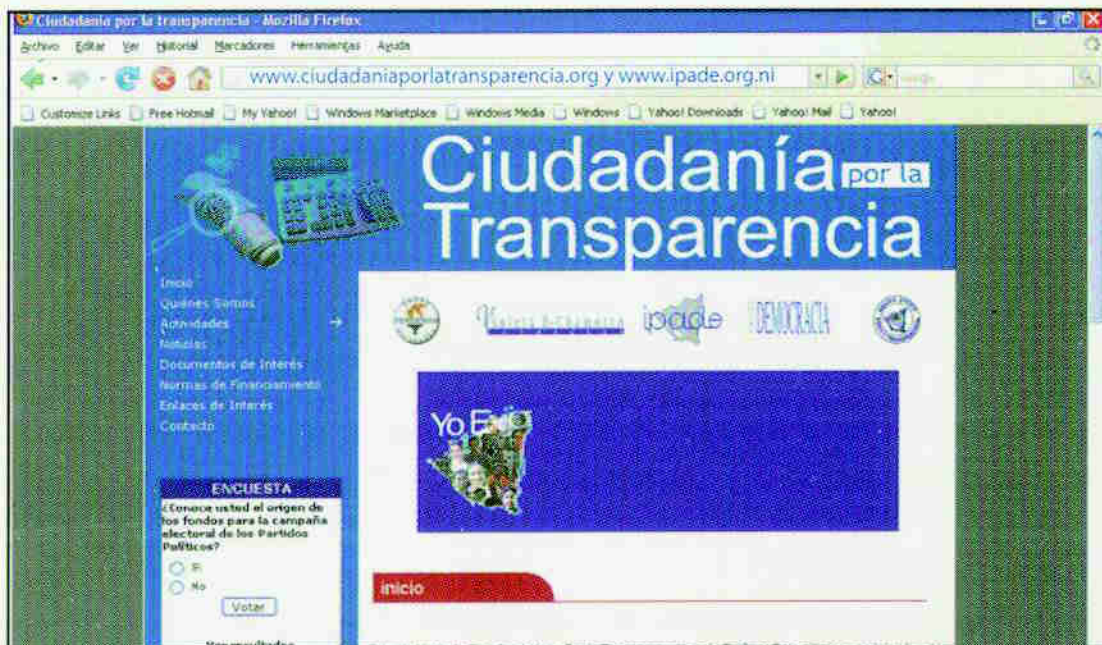 Ciudadanía por la transparencia - Mozilla Firefox
Archivo Editar Ver Historial Marcadores Herramientas Ayuda
www.ciudadaniaporlatransparencia.org y www.ipade.org.ni
Customize Links Free Hotmail My Yahoo! Windows Marketplace Windows Media Windows Yahoo! Downloads Yahoo! Mail Yahoo!
Ciudadanía por la
Transparencia
Inicio
Quiénes Somos
Actividades
Noticias
Documentos de Interés
Normas de Financiamiento
Enlaces de Interés
Contacto
ipade DEMOCRACIA
Yo
ENCUESTA
¿Conoce usted el origen de
los fondos para la campaña
electoral de los Partidos
Políticos?
Si
No
Votar
inicio